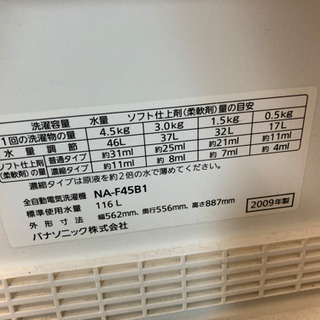 洗濯容量 水量 ソフト仕上剤(柔軟剤)量の目安
1回の洗濯物の量 4.5kg 3.0kg 1.5kg 0.5kg
水量調節 46L 37L 32L 17L
ソフト仕上剤(柔軟剤) 普通タイプ 約31ml 約25ml 約21ml 約11ml
濃縮タイプ 約11ml 約8ml 約7ml 約4ml
濃縮タイプは原液を約2倍の水で薄めてください。
全自動電気洗濯機 NA-F45B1
標準使用水量 116L
外形寸法 幅562mm, 奥行556mm, 高さ887mm
パナソニック株式会社 2009年製